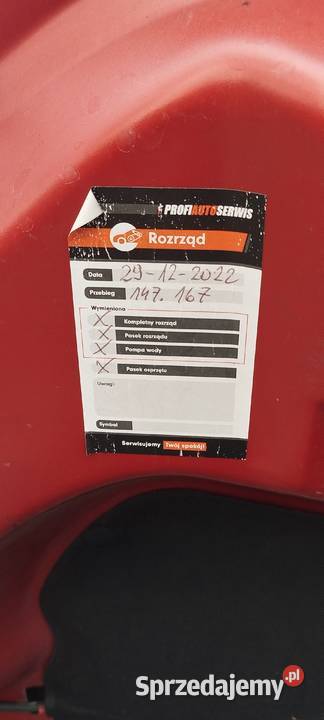 PROFIAUTOSERWIS
Rozrząd
Data 29-12-2022
Przebieg 147.167
Wymieniono
X Kompletny rozrząd
X Pasek rozrządu
X Pompa wody
X Pasek osprzętu
Uwagi
Symbol
Serwisujemy Twój spokój!
Sprzedajemy.pl